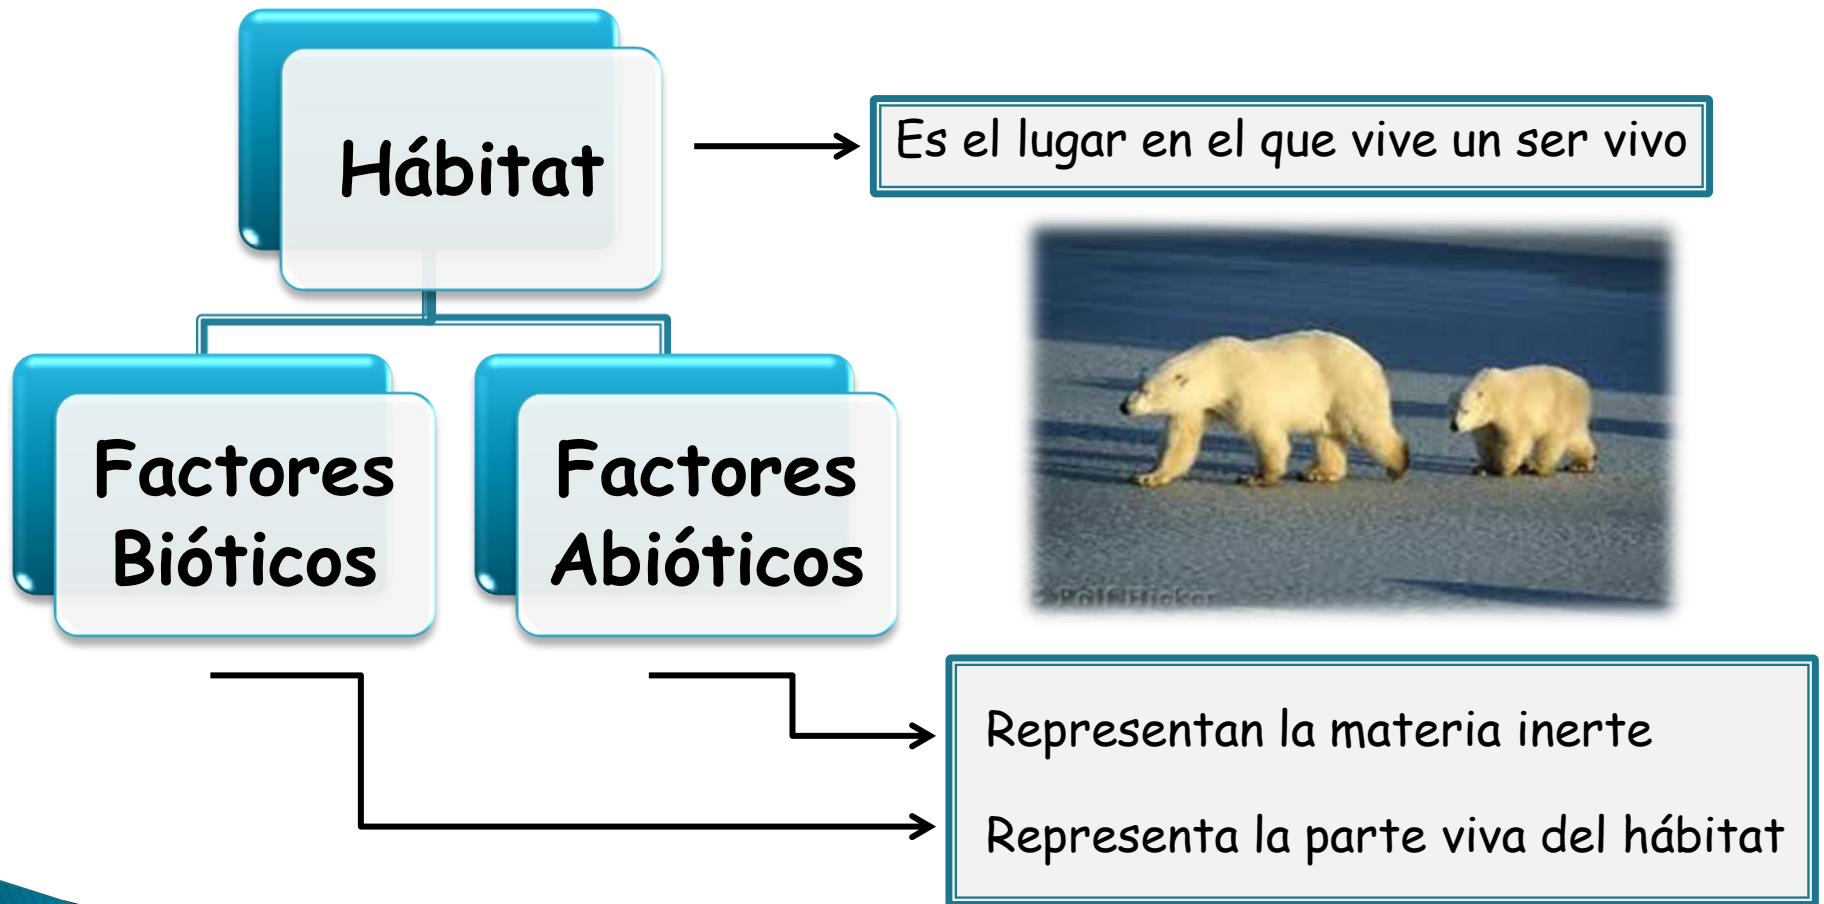 Hábitat
Es el lugar en el que vive un ser vivo
Factores
Bióticos
Factores
Abióticos
Representan la materia inerte
Representa la parte viva del hábitat